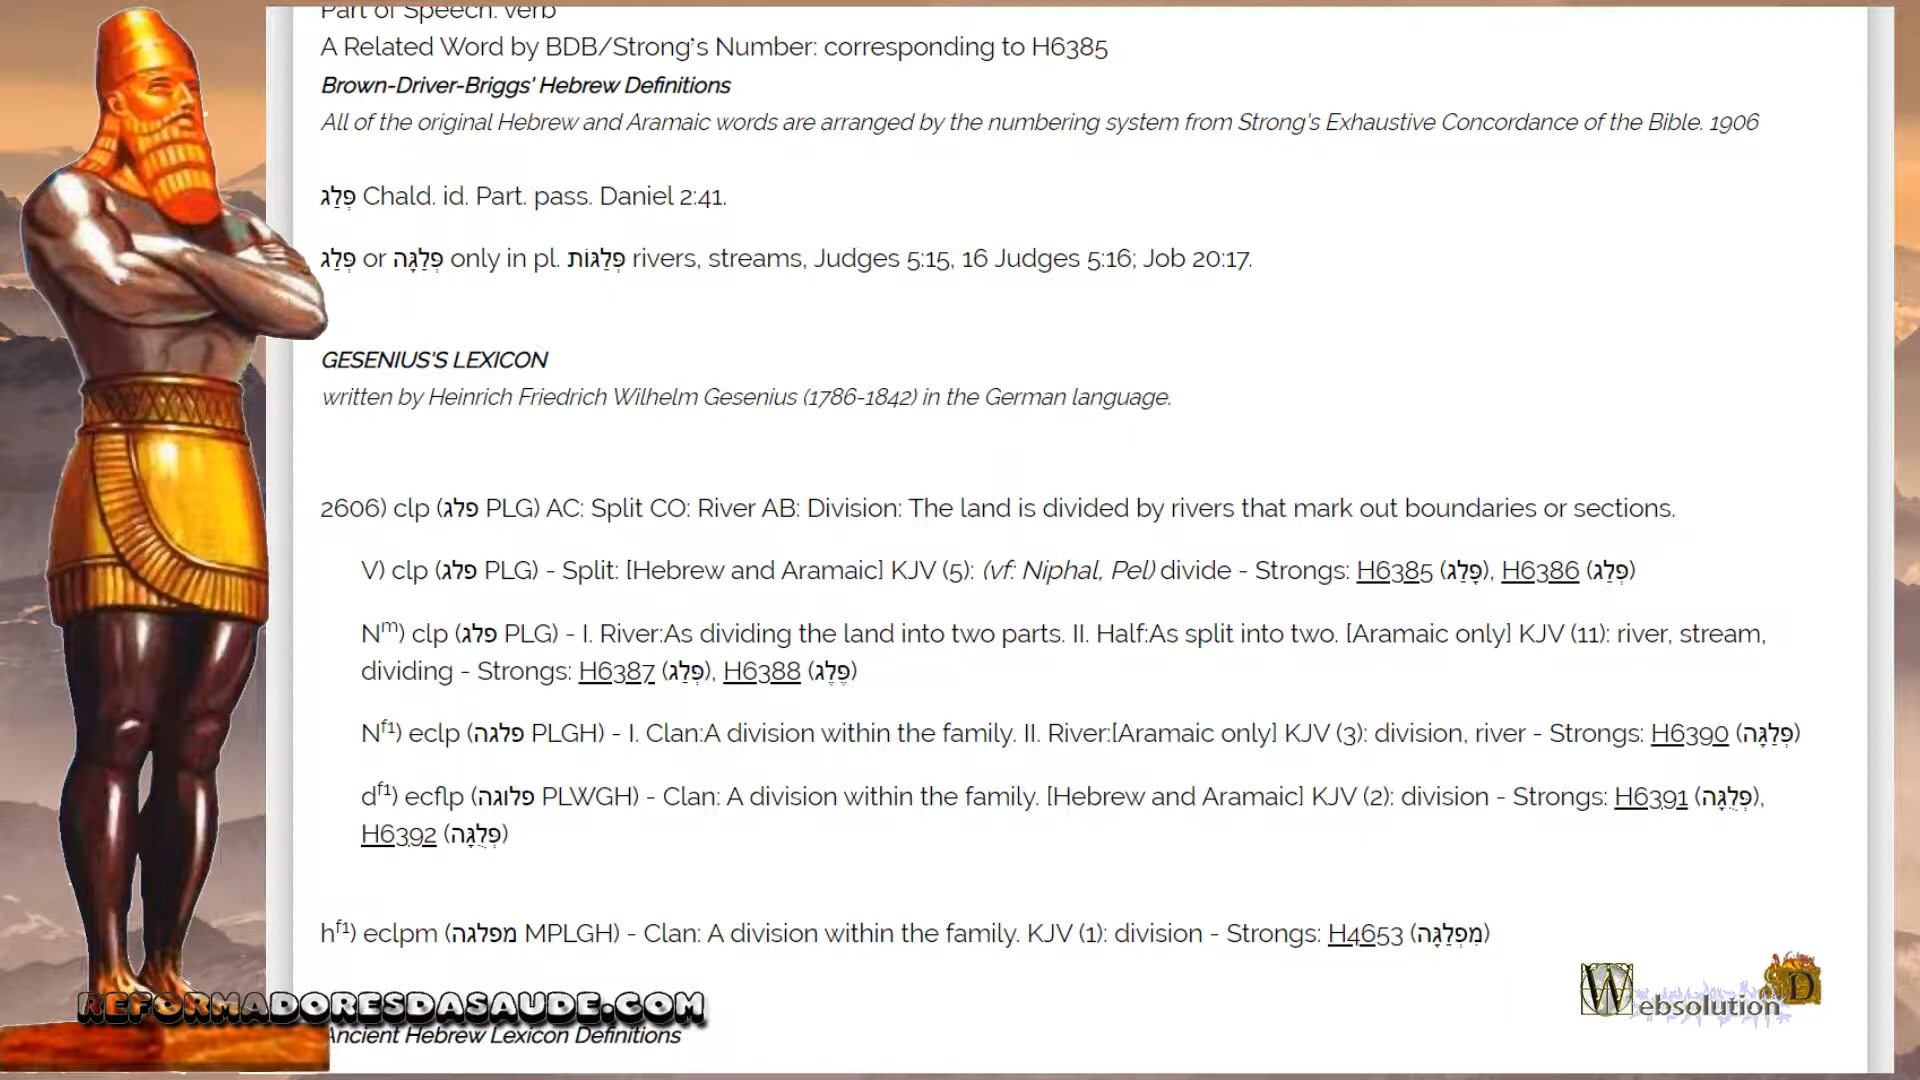 Part of Speech: verb
A Related Word by BDB/Strong's Number: corresponding to H6385
Brown-Driver-Briggs' Hebrew Definitions
All of the original Hebrew and Aramaic words are arranged by the numbering system from Strong's Exhaustive Concordance of the Bible. 1906
פְּלַג Chald. id. Part. pass. Daniel 2:41.
פְּלַג or פְּלַגָּה only in pl. פְּלַגּוֹת rivers, streams, Judges 5:15, 16 Judges 5:16; Job 20:17.
GESENIUS'S LEXICON
written by Heinrich Friedrich Wilhelm Gesenius (1786-1842) in the German language.
2606) clp (פלג PLG) AC: Split CO: River AB: Division: The land is divided by rivers that mark out boundaries or sections.
V) clp (פלג PLG) - Split: [Hebrew and Aramaic] KJV (5): (vf: Niphal, Pel) divide - Strongs: H6385 (פָּלַג), H6386 (פְּלַג)
Nm) clp (פלג PLG) - I. River:As dividing the land into two parts. II. Half:As split into two. [Aramaic only] KJV (11): river, stream,
dividing - Strongs: H6387 (פְּלַג), H6388 (פֶּלֶג)
Nf1) eclp (פלגה PLGH) - I. Clan:A division within the family. II. River:[Aramaic only] KJV (3): division, river - Strongs: H6390 (פְּלַגָּה)
df1) ecflp (פלוגה PLWGH) - Clan: A division within the family. [Hebrew and Aramaic] KJV (2): division - Strongs: H6391 (פְּלֻגָּה),
H6392 (פְּלֻגָּה)
hf1) eclpm (מפלגה MPLGH) - Clan: A division within the family. KJV (1): division - Strongs: H4653 (מִפְלַגָּה)
REFORMADORESDASAUDE.COM
Websolution D
Ancient Hebrew Lexicon Definitions